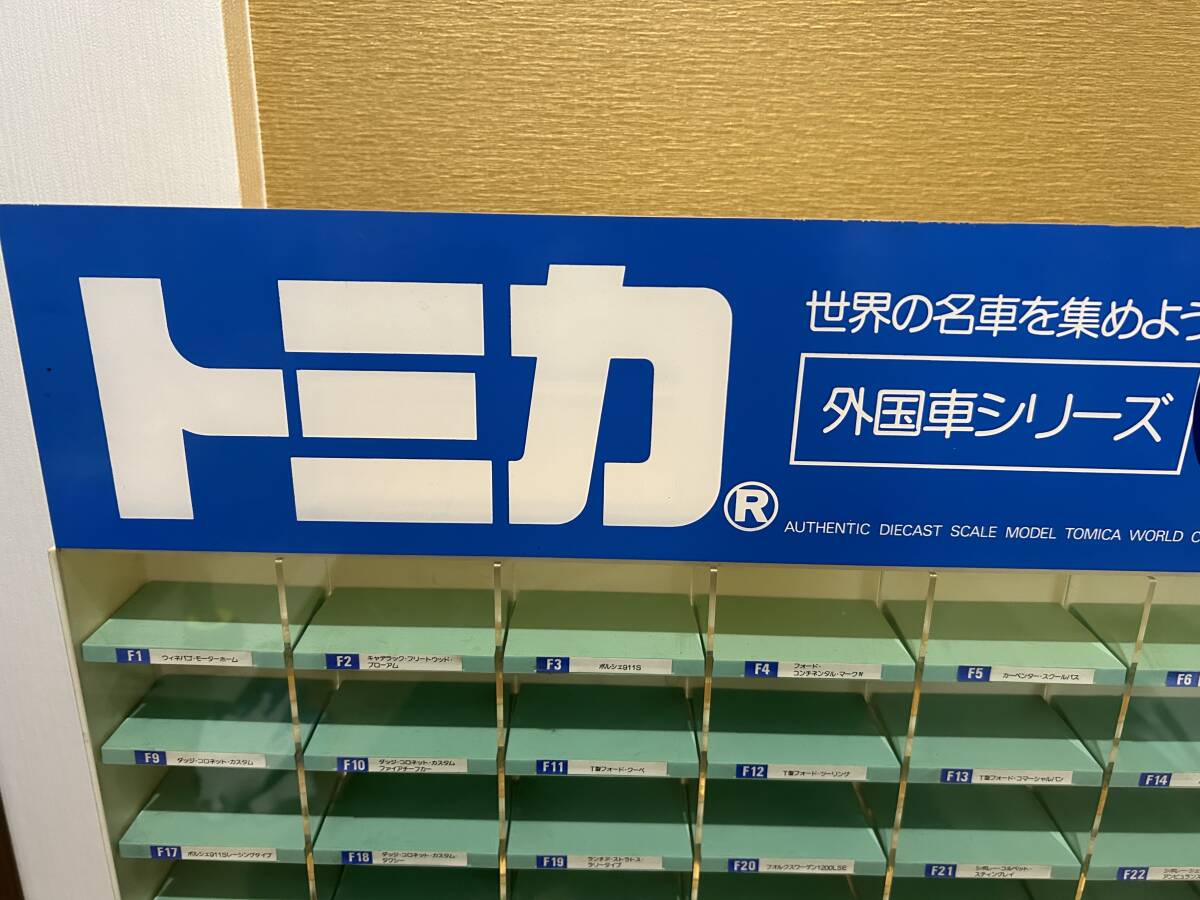 トミカ®
世界の名車を集めよう
外国車シリーズ
AUTHENTIC DIECAST SCALE MODEL TOMICA WORLD C
F1 ウィネバゴ・モーターホーム
F2 キャデラック・フリートウッド・
ブローアム
F3 ポルシェ911S
F4 フォード・
コンチネンタル・マークⅣ
F5 カーペンター・スクールバス
F6
F9 ダッジ・コロネット・カスタム
F10 ダッジ・コロネット・カスタム
ファイアチーフカー
F11 T型フォード・クーペ
F12 T型フォード・ツーリング
F13 T型フォード・コマーシャルバン
F14
F17 ポルシェ911Sレーシングタイプ
F18 ダッジ・コロネット・カスタム
タクシー
F19 ランチア・ストラトス・
ラリータイプ
F20 フォルクスワーゲン1200LSE
F21 シボレー・コルベット・
スティングレイ
F22 シボレー・シェ
アンビュランス